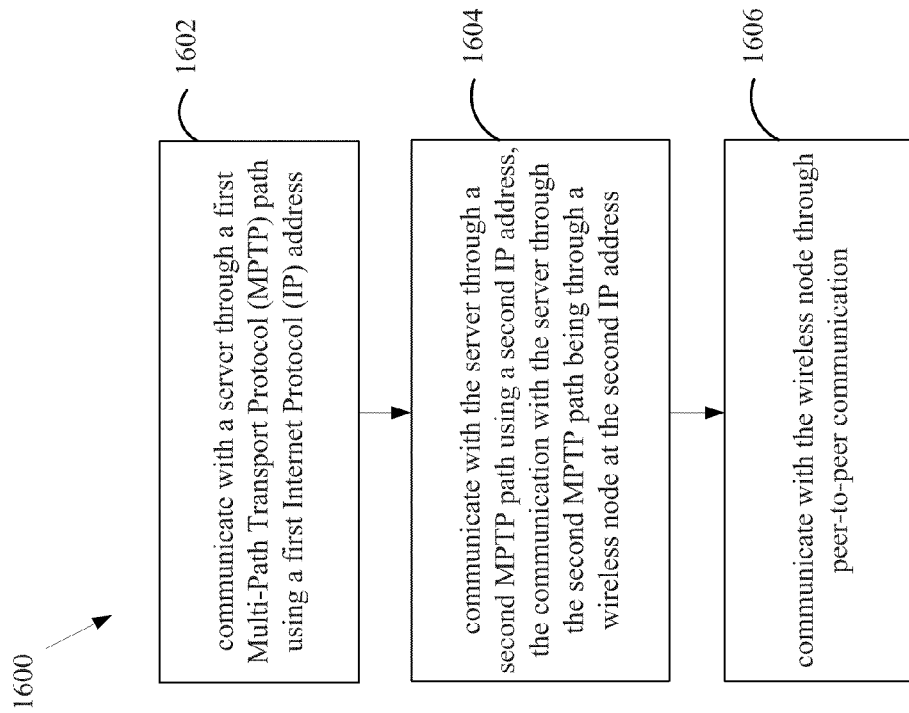 1600
1602
communicate with a server through a first
Multi-Path Transport Protocol (MPTP) path
using a first Internet Protocol (IP) address
1604
communicate with the server through a
second MPTP path using a second IP address,
the communication with the server through
the second MPTP path being through a
wireless node at the second IP address
1606
communicate with the wireless node through
peer-to-peer communication